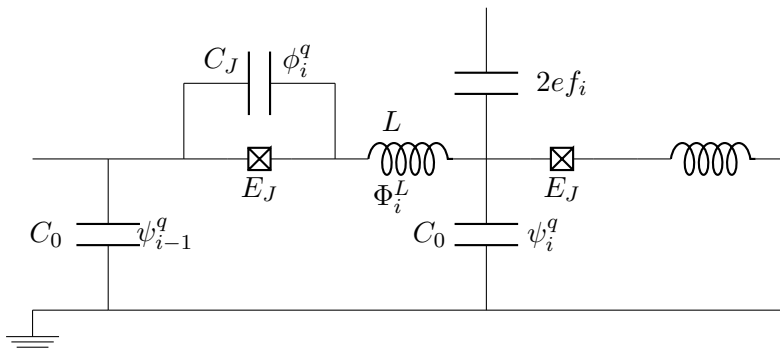 C_J
ϕ_i^q
2ef_i
L
E_J
Φ_i^L
E_J
C_0
ψ_{i−1}^q
C_0
ψ_i^q